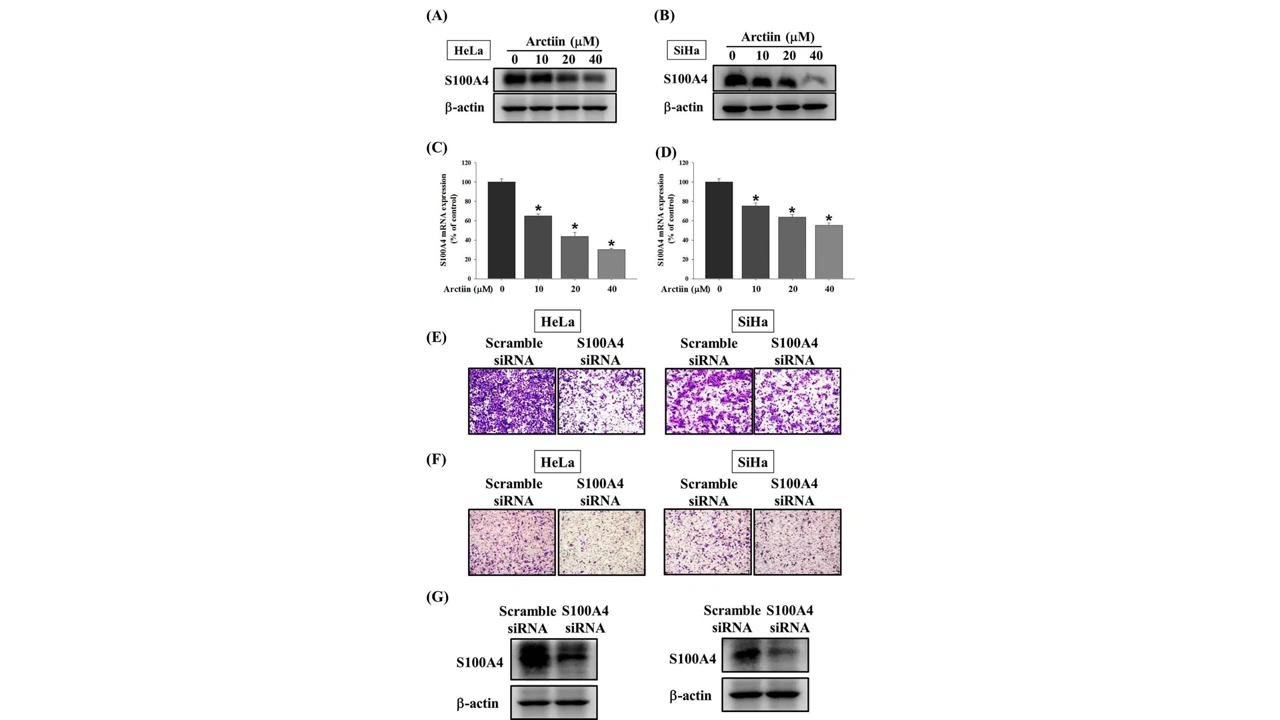 (A)
(B)
Arctiin (μM)
Arctiin (μM)
HeLa
SiHa
0 10 20 40
0 10 20 40
S100A4
S100A4
β-actin
β-actin
(C)
(D)
S100A4 mRNA expression
(% of control)
120
100
80
60
40
20
0
* * *
Arctiin (μM) 0 10 20 40
S100A4 mRNA expression
(% of control)
120
100
80
60
40
20
0
* * *
Arctiin (μM) 0 10 20 40
(E)
HeLa
SiHa
Scramble S100A4
siRNA siRNA
Scramble S100A4
siRNA siRNA
(F)
HeLa
SiHa
Scramble S100A4
siRNA siRNA
Scramble S100A4
siRNA siRNA
(G)
Scramble S100A4
siRNA siRNA
S100A4
β-actin
Scramble S100A4
siRNA siRNA
S100A4
β-actin